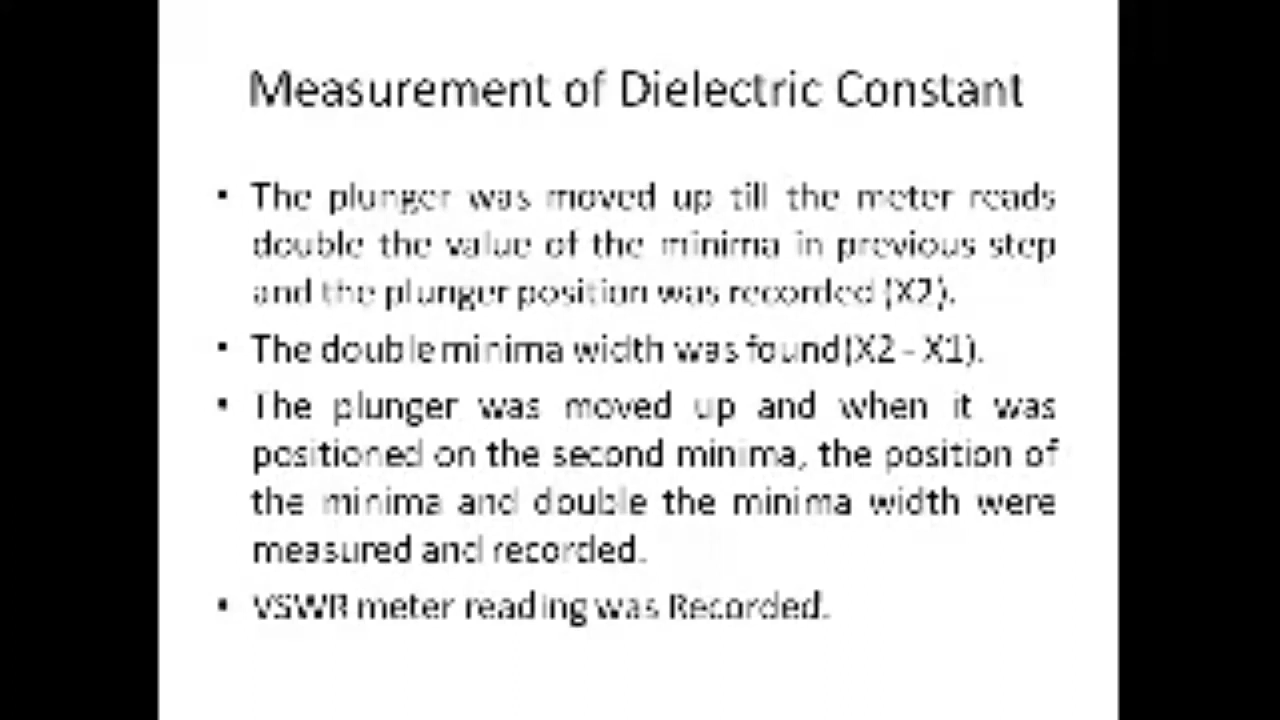 Measurement of Dielectric Constant
• The plunger was moved up till the meter reads
double the value of the minima in previous step
and the plunger position was recorded (X2).
• The double minima width was found(X2 - X1).
• The plunger was moved up and when it was
positioned on the second minima, the position of
the minima and double the minima width were
measured and recorded.
• VSWR meter reading was Recorded.